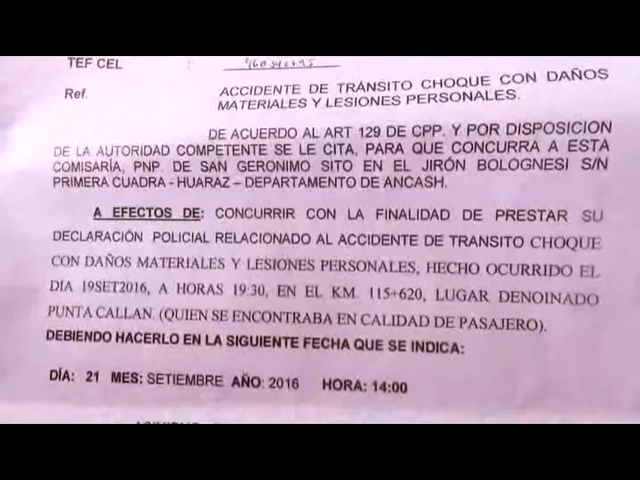 TEF CEL :
Ref. ACCIDENTE DE TRÁNSITO CHOQUE CON DAÑOS
MATERIALES Y LESIONES PERSONALES.
DE ACUERDO AL ART 129 DE CPP. Y POR DISPOSICION
DE LA AUTORIDAD COMPETENTE SE LE CITA, PARA QUE CONCURRA A ESTA
COMISARÍA, PNP. DE SAN GERONIMO SITO EN EL JIRÓN BOLOGNESI S/N
PRIMERA CUADRA - HUARAZ – DEPARTAMENTO DE ANCASH.
A EFECTOS DE: CONCURRIR CON LA FINALIDAD DE PRESTAR SU
DECLARACIÓN POLICIAL RELACIONADO AL ACCIDENTE DE TRANSITO CHOQUE
CON DAÑOS MATERIALES Y LESIONES PERSONALES, HECHO OCURRIDO EL
DIA 19SET2016, A HORAS 19:30, EN EL KM. 115+620, LUGAR DENOINADO
PUNTA CALLAN. (QUIEN SE ENCONTRABA EN CALIDAD DE PASAJERO).
DEBIENDO HACERLO EN LA SIGUIENTE FECHA QUE SE INDICA:
DÍA: 21 MES: SETIEMBRE AÑO: 2016 HORA: 14:00